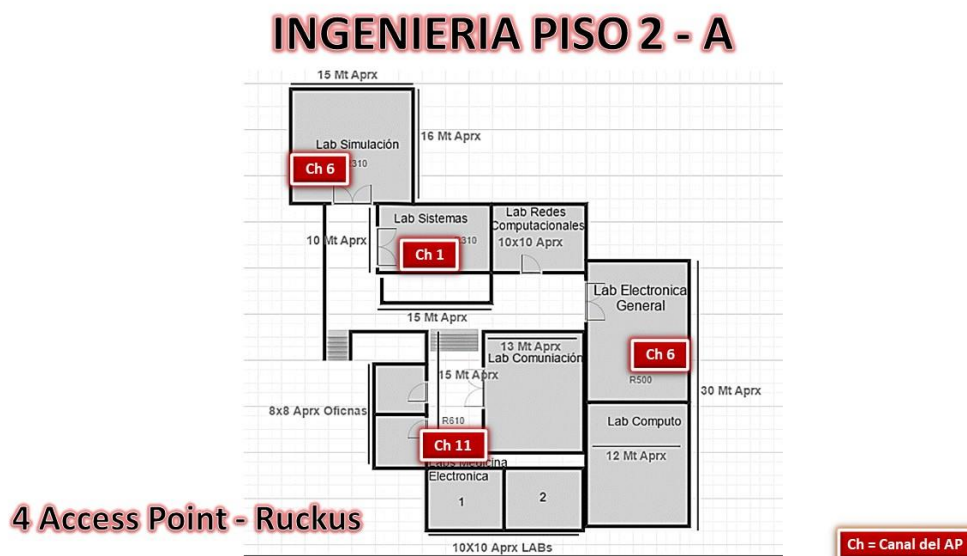 INGENIERIA PISO 2 - A
15 Mt Aprx
16 Mt Aprx
Lab Simulación
310
Ch 6
Lab Sistemas
Lab Redes
Computacionales
10 Mt Aprx
310
10x10 Aprx
Ch 1
Lab Electronica
General
15 Mt Aprx
13 Mt Aprx
Lab Comuniación
Ch 6
15 Mt Aprx
R500
30 Mt Aprx
8x8 Aprx Oficnas
R610
Lab Computo
Ch 11
12 Mt Aprx
Labs Medicina
Electronica
1
2
4 Access Point - Ruckus
10X10 Aprx LABs
Ch = Canal del AP